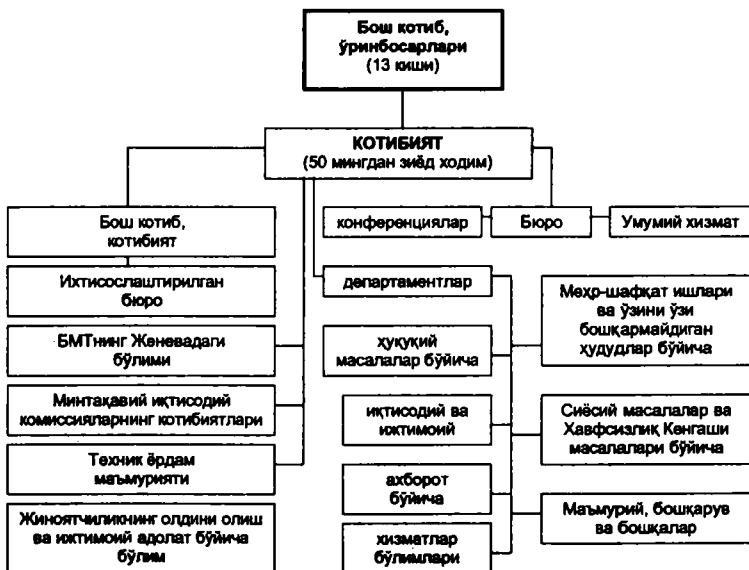 Бош котиб,
ўринбосарлари
(13 киши)
КОТИБИЯТ
(50 мингдан зиёд ходим)
Бош котиб,
котибият
конференциялар
Бюро
Умумий хизмат
Ихтисослаштирилган
бюро
департаментлар
Меҳр-шафқат ишлари
ва ўзини ўзи
бошқармайдиган
ҳудудлар бўйича
БМТнинг Женевадаги
бўлими
ҳуқуқий
масалалар бўйича
Минтақавий иқтисодий
комиссияларнинг котибиятлари
иқтисодий ва
ижтимоий
Сиёсий масалалар ва
Хавфсизлиқ Кенгаши
масалалари бўйича
Техник ёрдам
маъмурияти
ахборот
бўйича
Маъмурий, бошқарув
ва бошқалар
Жиноятчиликнинг олдини олиш
ва ижтимоий адолат бўйича
бўлим
хизматлар
бўлимлари